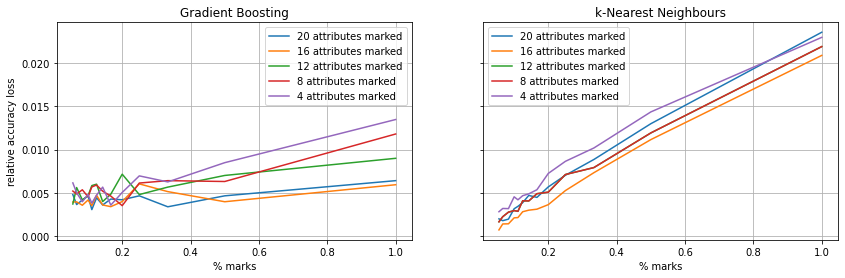 Gradient Boosting
relative accuracy loss
0.020
0.015
0.010
0.005
0.000
20 attributes marked
16 attributes marked
12 attributes marked
8 attributes marked
4 attributes marked
0.2
0.4
0.6
0.8
1.0
% marks
k-Nearest Neighbours
20 attributes marked
16 attributes marked
12 attributes marked
8 attributes marked
4 attributes marked
0.2
0.4
0.6
0.8
1.0
% marks